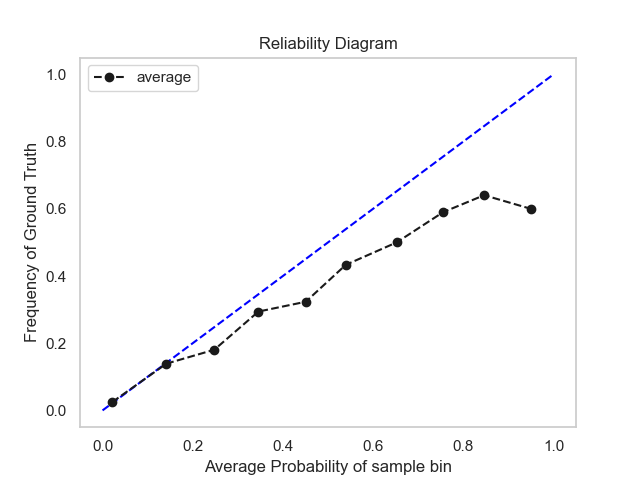 Reliability Diagram
average
Frequency of Ground Truth
1.0
0.8
0.6
0.4
0.2
0.0
0.0 0.2 0.4 0.6 0.8 1.0
Average Probability of sample bin